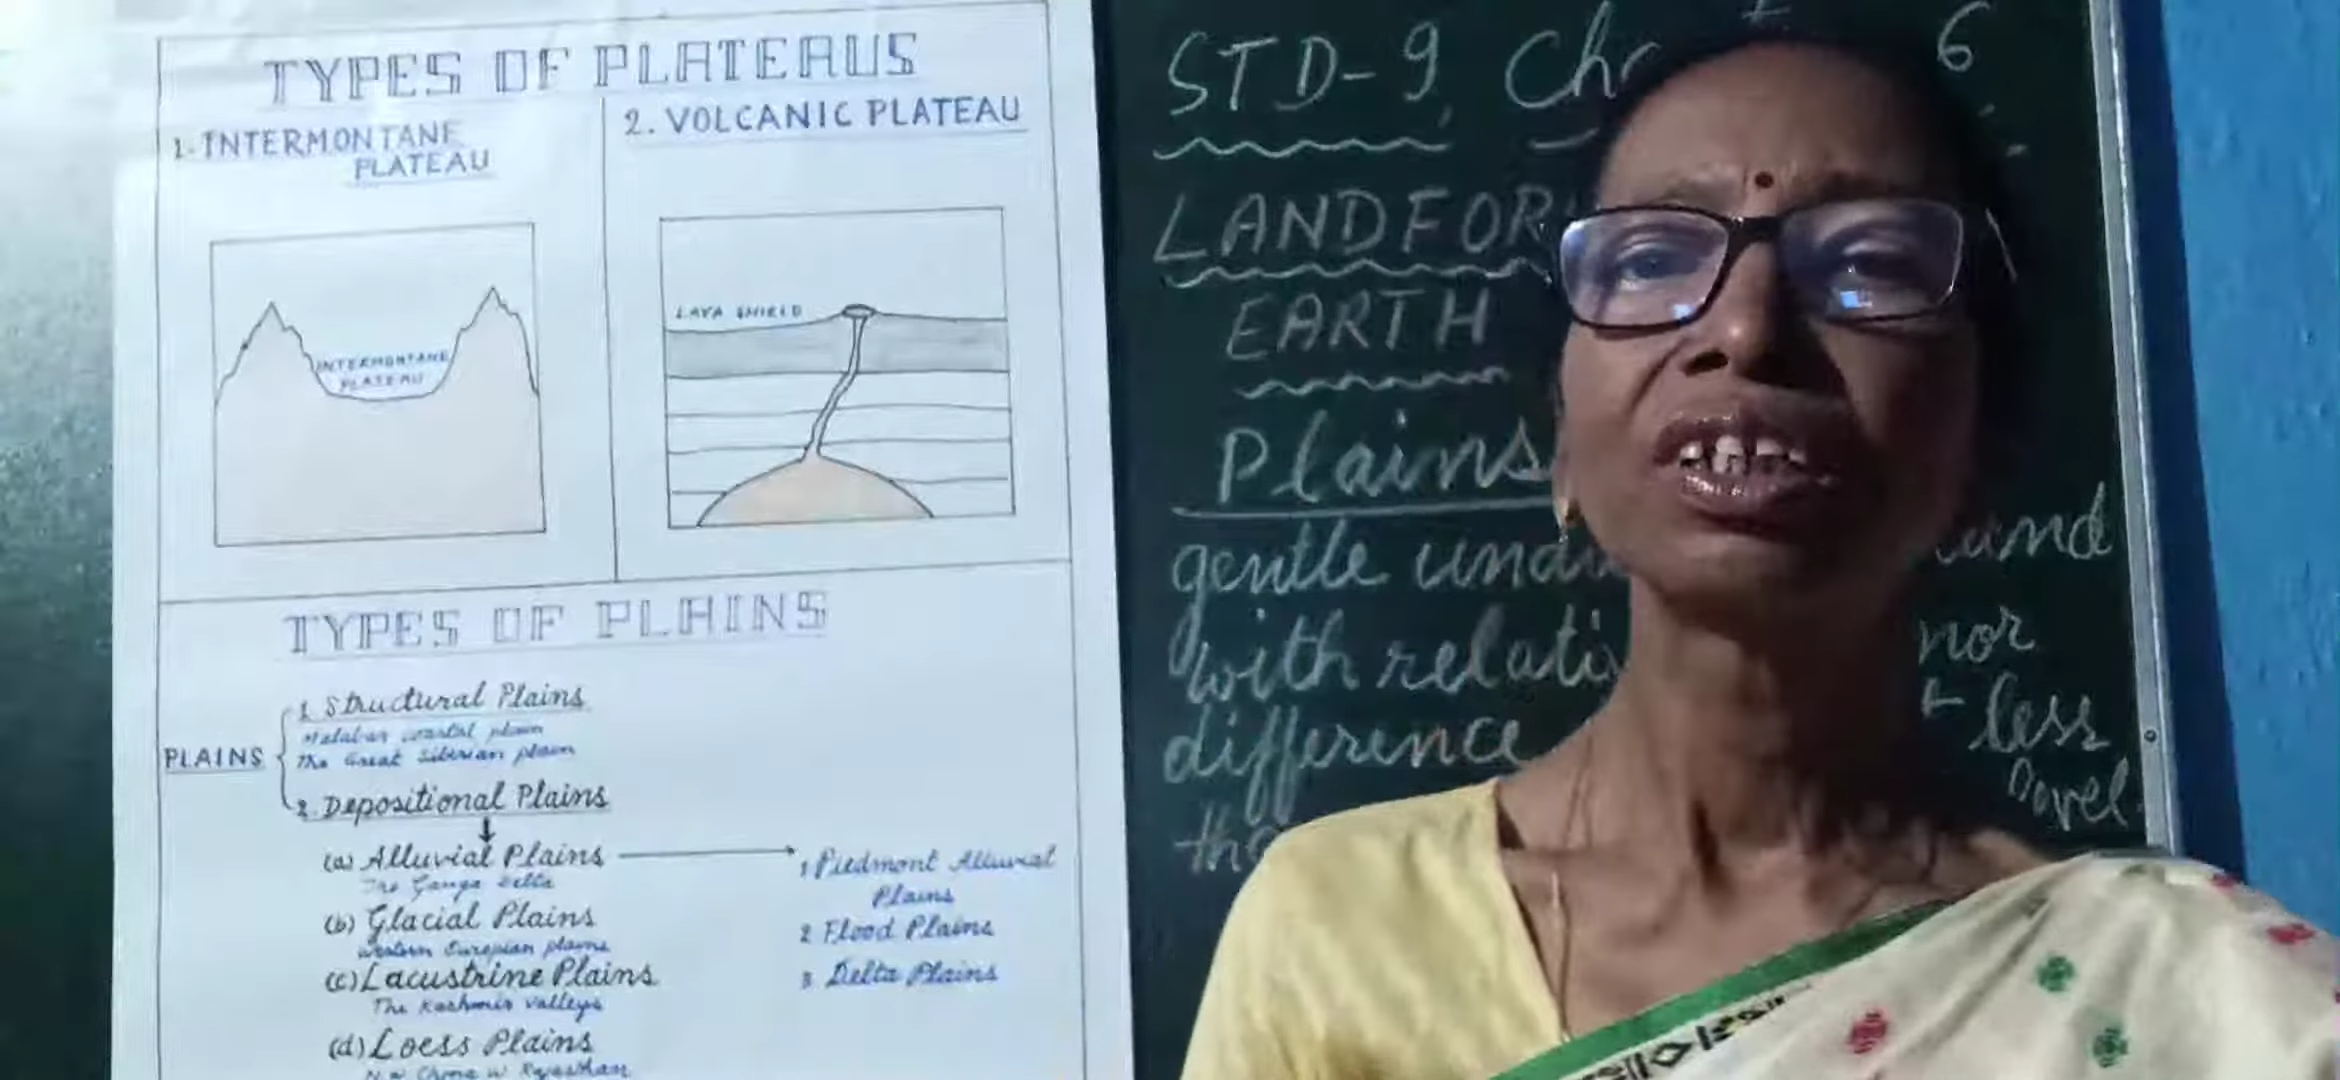 TYPES OF PLATEAUS
1. INTERMONTANE
PLATEAU
INTERMONTANE
PLATEAU
2. VOLCANIC PLATEAU
LAVA SHIELD
TYPES OF PLAINS
PLAINS
1. Structural Plains
Malabar coastal plain
The Great Siberian plain
2. Depositional Plains
(a) Alluvial Plains
The Ganga Delta
(b) Glacial Plains
Western European plains
(c) Lacustrine Plains
The Kashmir valleys
(d) Loess Plains
N.W China W Rajasthan
1 Piedmont Alluvial
Plains
2 Flood Plains
3 Delta Plains
STD-9 6
EARTH
Plains
gentle
with nor
difference less